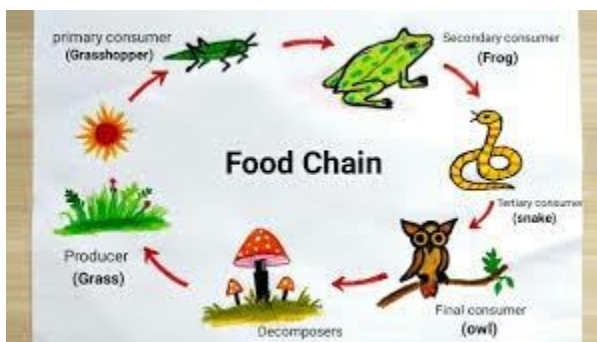 primary consumer
(Grasshopper)
Secondary consumer
(Frog)
Food Chain
Tertiary consumer
(snake)
Producer
(Grass)
Final consumer
(owl)
Decomposers